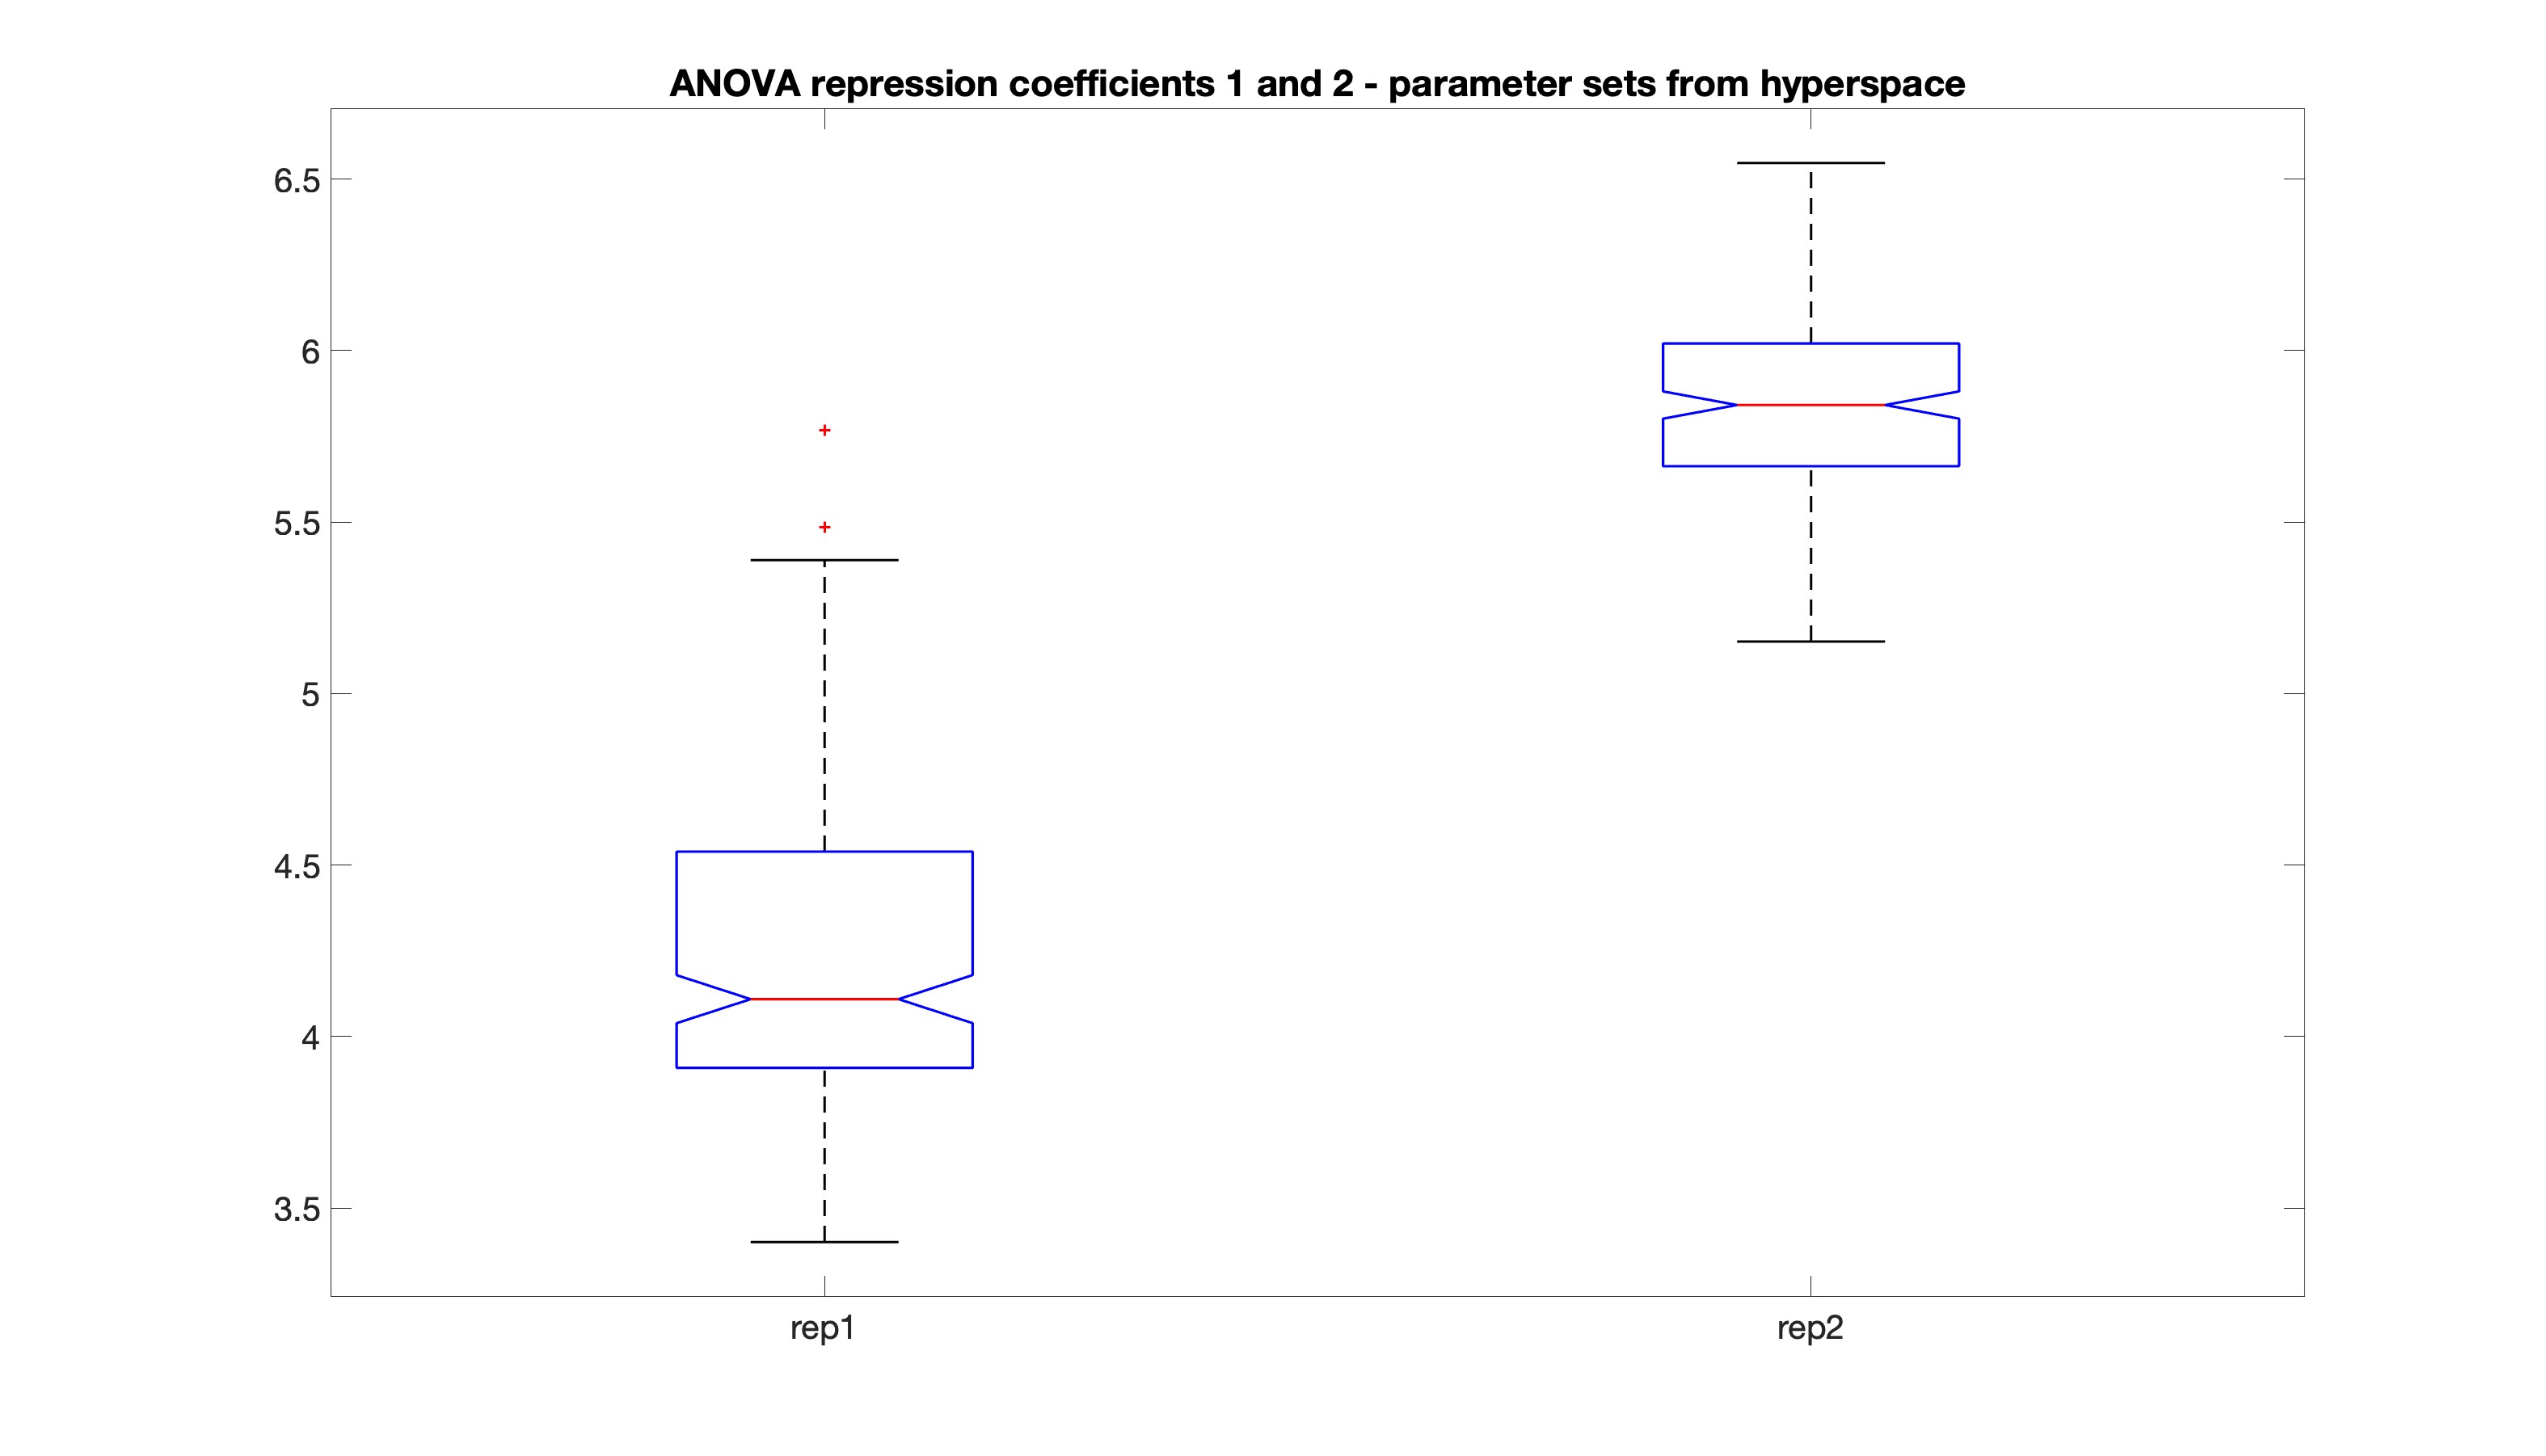 ANOVA repression coefficients 1 and 2 - parameter sets from hyperspace
6.5
6
5.5
5
4.5
4
3.5
rep1
rep2